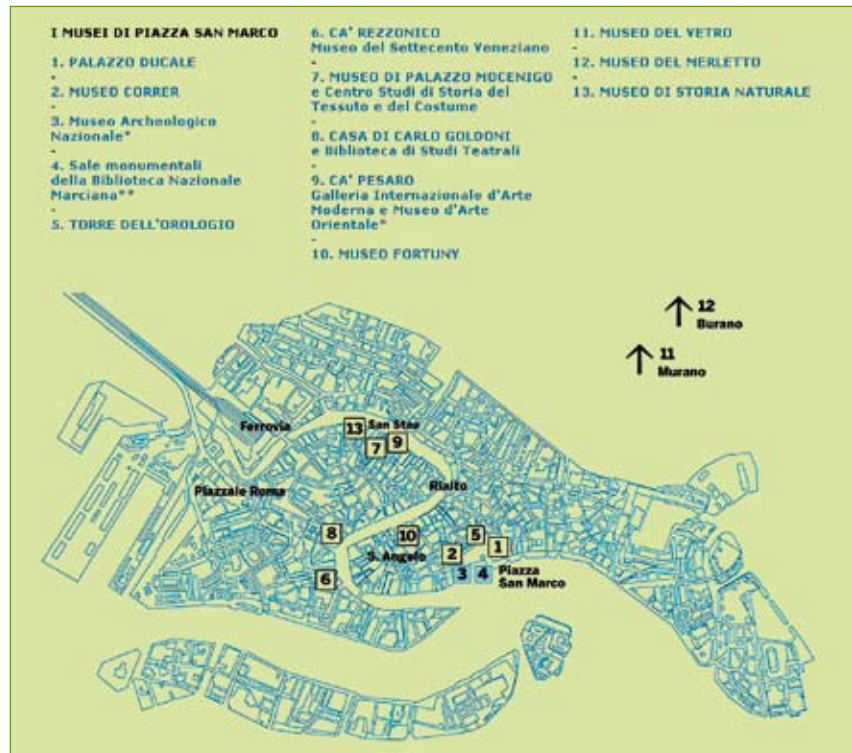 I MUSEI DI PIAZZA SAN MARCO
1. PALAZZO DUCALE
-
2. MUSEO CORRER
-
3. Museo Archeologico
Nazionale*
-
4. Sale monumentali
della Biblioteca Nazionale
Marciana**
-
5. TORRE DELL'OROLOGIO
6. CA' REZZONICO
Museo del Settecento Veneziano
-
7. MUSEO DI PALAZZO MOCENIGO
e Centro Studi di Storia del
Tessuto e del Costume
-
8. CASA DI CARLO GOLDONI
e Biblioteca di Studi Teatrali
-
9. CA' PESARO
Galleria Internazionale d'Arte
Moderna e Museo d'Arte
Orientale*
-
10. MUSEO FORTUNY
11. MUSEO DEL VETRO
-
12. MUSEO DEL MERLETTO
-
13. MUSEO DI STORIA NATURALE
12
Burano
11
Murano
Ferrovia
13
San Stae
7
9
Piazzale Roma
Rialto
8
10
S. Angelo
5
1
2
3
4
Piazza
San Marco
6